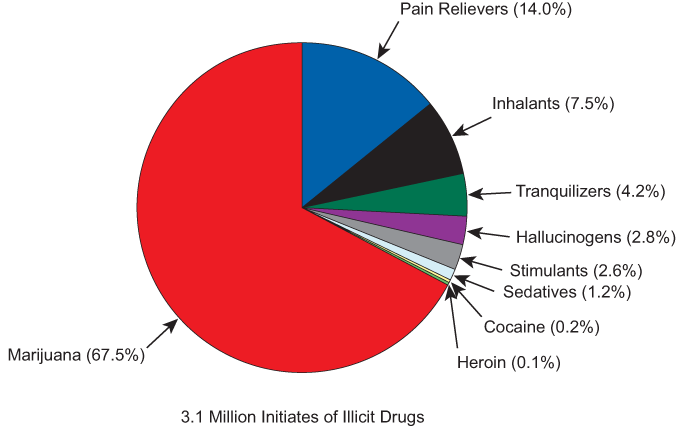 Pain Relievers (14.0%)
Inhalants (7.5%)
Tranquilizers (4.2%)
Hallucinogens (2.8%)
Stimulants (2.6%)
Sedatives (1.2%)
Cocaine (0.2%)
Heroin (0.1%)
Marijuana (67.5%)
3.1 Million Initiates of Illicit Drugs